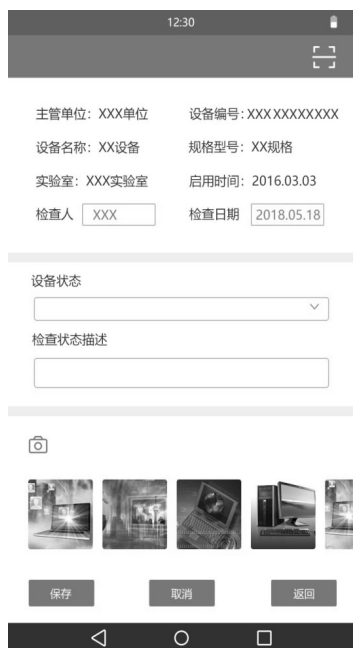 12:30
主管单位：XXX单位 设备编号：XXX XXXXXXXX
设备名称：XX设备 规格型号：XX规格
实验室：XXX实验室 启用时间：2016.03.03
检查人 XXX 检查日期 2018.05.18
设备状态
检查状态描述
保存 取消 返回